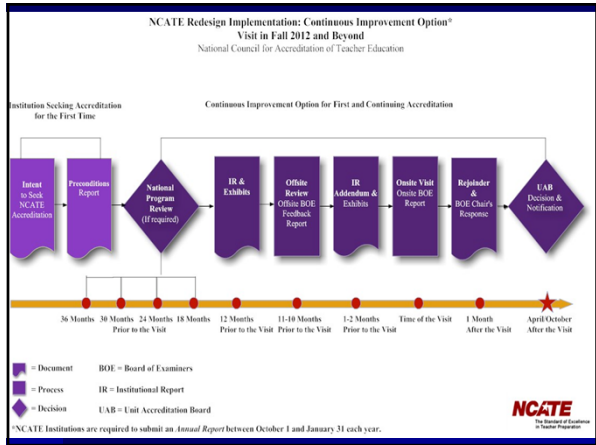 NCATE Redesign Implementation: Continuous Improvement Option*
Visit in Fall 2012 and Beyond
National Council for Accreditation of Teacher Education
Institution Seeking Accreditation
for the First Time
Continuous Improvement Option for First and Continuing Accreditation
Intent
to Seek
NCATE
Accreditation
Preconditions
Report
National
Program
Review
(If required)
IR &
Exhibits
Offsite
Review
Offsite BOE
Feedback
Report
IR
Addendum &
Exhibits
Onsite Visit
Onsite BOE
Report
Rejoinder
&
BOE Chair's
Response
UAB
Decision &
Notification
36 Months
30 Months
24 Months
18 Months
Prior to the Visit
12 Months
Prior to the Visit
11-10 Months
Prior to the Visit
1-2 Months
Prior to the Visit
Time of the Visit
1 Month
After the Visit
April/October
After the Visit
= Document
BOE = Board of Examiners
= Process
IR = Institutional Report
= Decision
UAB = Unit Accreditation Board
*NCATE Institutions are required to submit an Annual Report between October 1 and January 31 each year.
NCATE
The Standard of Excellence
in Teacher Preparation